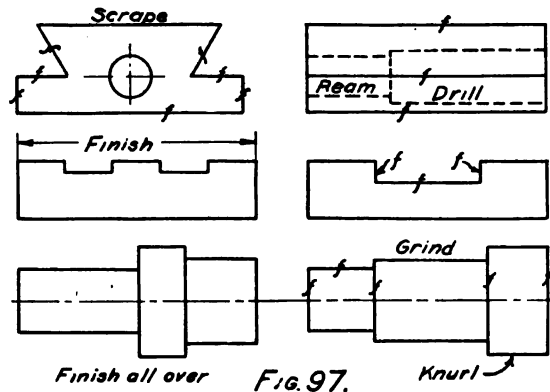 Scrape
f
f f
f f
f f
f
f
f
Ream Drill
f
Finish
f f
f
Grind
f
f f f f
Finish all over
Knurl
FIG. 97.